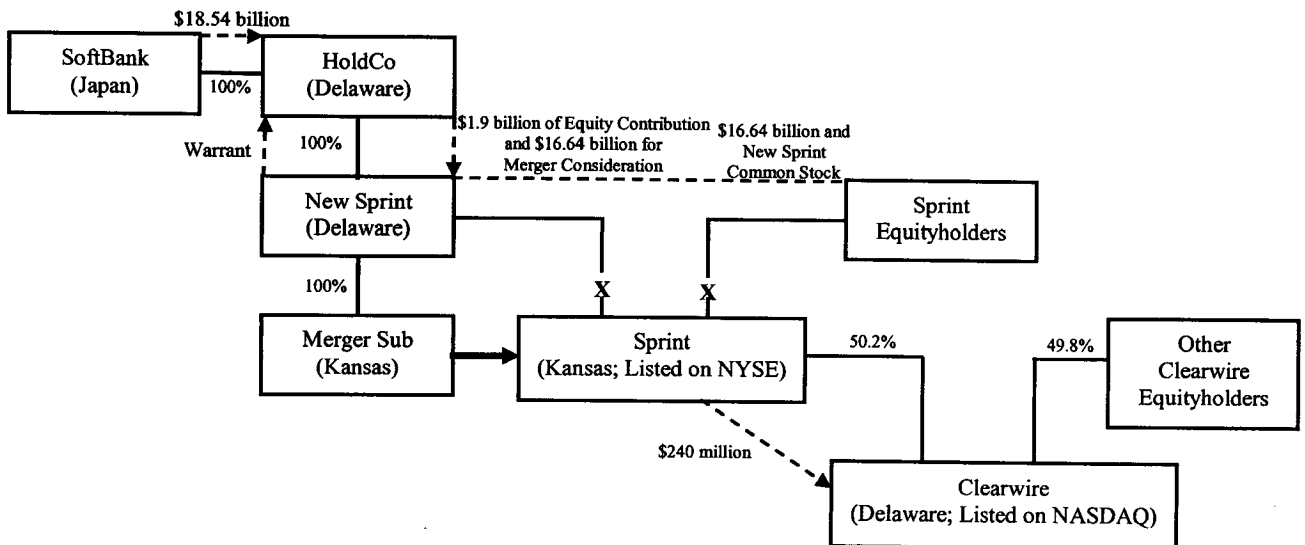 $18.54 billion
SoftBank
(Japan)
100%
HoldCo
(Delaware)
Warrant
100%
$1.9 billion of Equity Contribution
and $16.64 billion for
Merger Consideration
$16.64 billion and
New Sprint
Common Stock
New Sprint
(Delaware)
Sprint
Equityholders
100%
X
X
Merger Sub
(Kansas)
Sprint
(Kansas; Listed on NYSE)
50.2%
49.8%
Other
Clearwire
Equityholders
$240 million
Clearwire
(Delaware; Listed on NASDAQ)